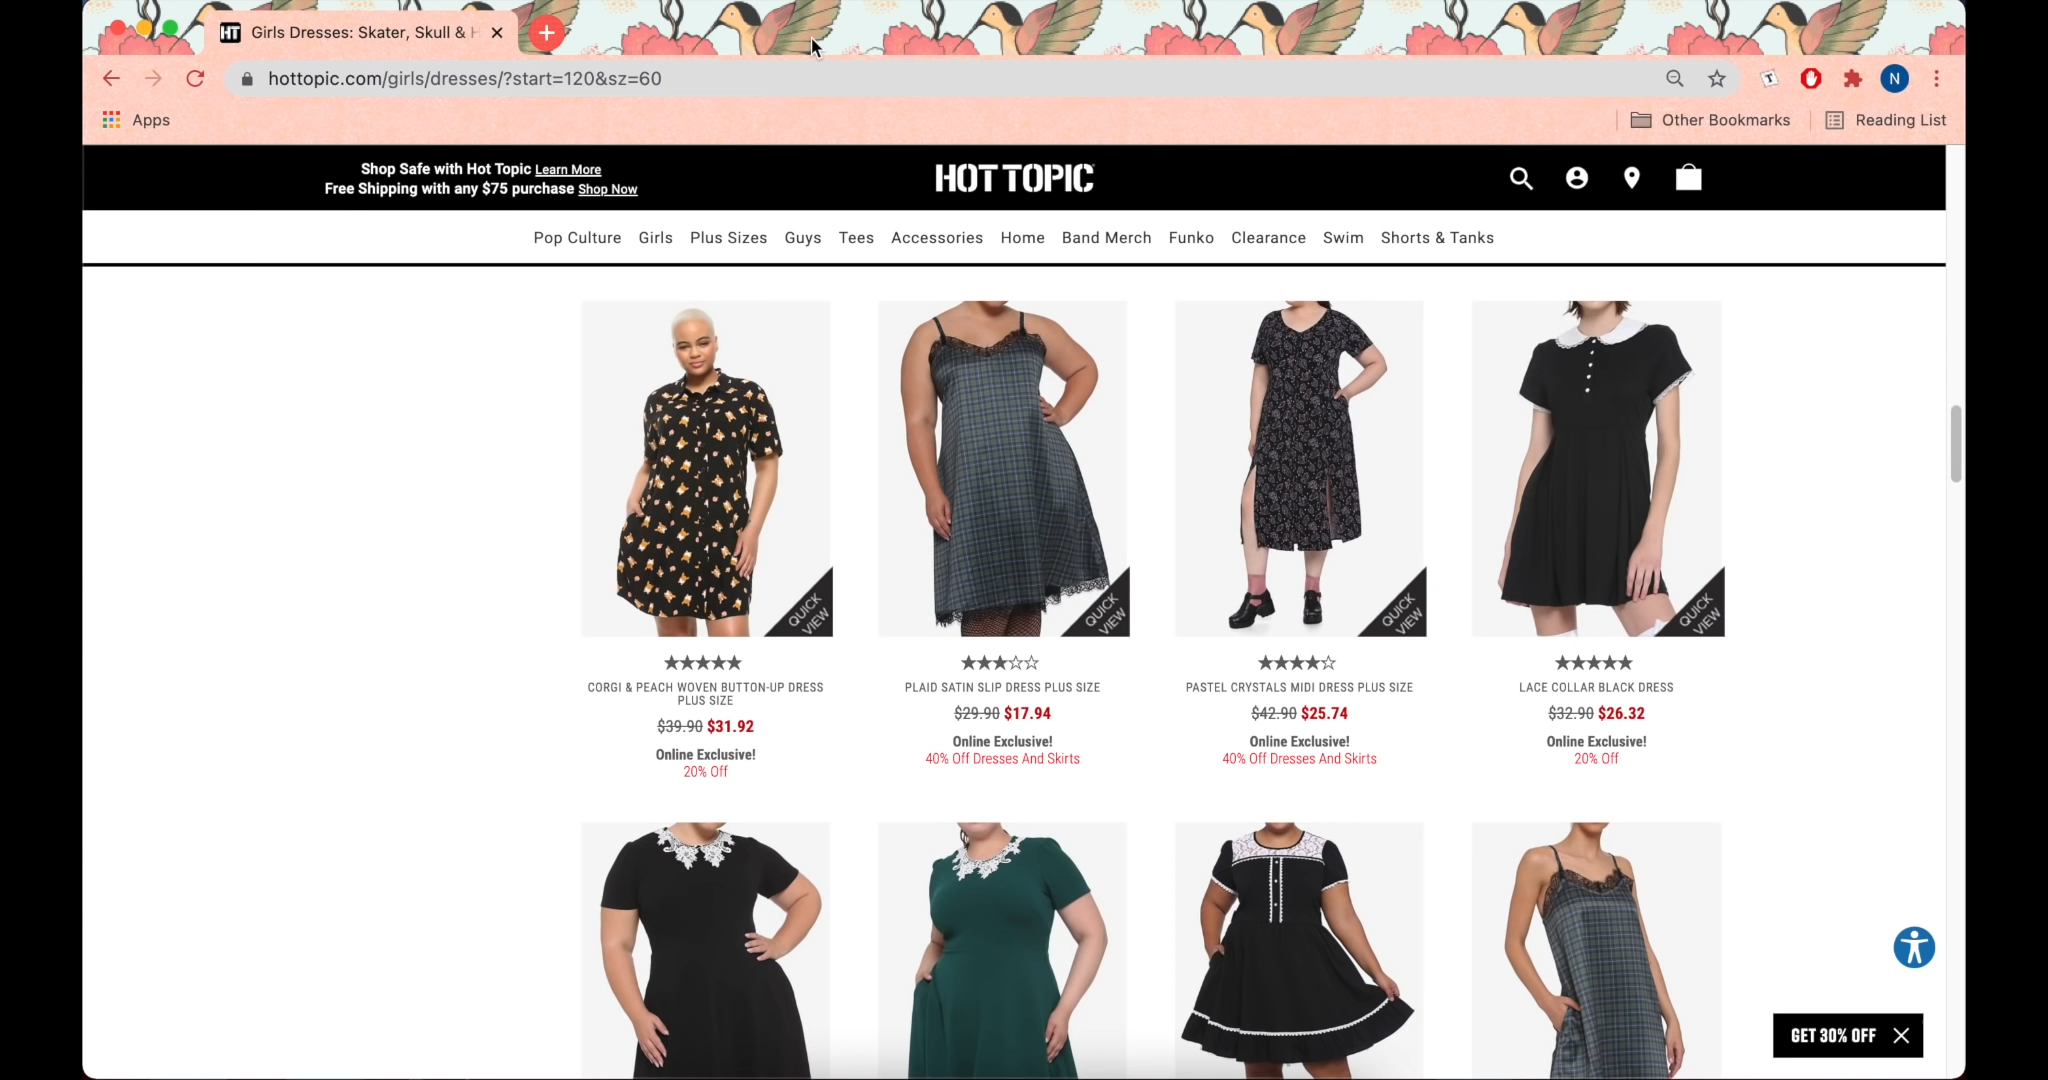 HT Girls Dresses: Skater, Skull & H
hottopic.com/girls/dresses/?start=120&sz=60
T
N
Apps
Other Bookmarks
Reading List
Shop Safe with Hot Topic Learn More
Free Shipping with any $75 purchase Shop Now
HOT TOPIC
Pop Culture Girls Plus Sizes Guys Tees Accessories Home Band Merch Funko Clearance Swim Shorts & Tanks
QUICK VIEW
QUICK VIEW
QUICK VIEW
QUICK VIEW
CORGI & PEACH WOVEN BUTTON-UP DRESS
PLUS SIZE
$39.90 $31.92
Online Exclusive!
20% Off
PLAID SATIN SLIP DRESS PLUS SIZE
$29.90 $17.94
Online Exclusive!
40% Off Dresses And Skirts
PASTEL CRYSTALS MIDI DRESS PLUS SIZE
$42.90 $25.74
Online Exclusive!
40% Off Dresses And Skirts
LACE COLLAR BLACK DRESS
$32.90 $26.32
Online Exclusive!
20% Off
GET 30% OFF